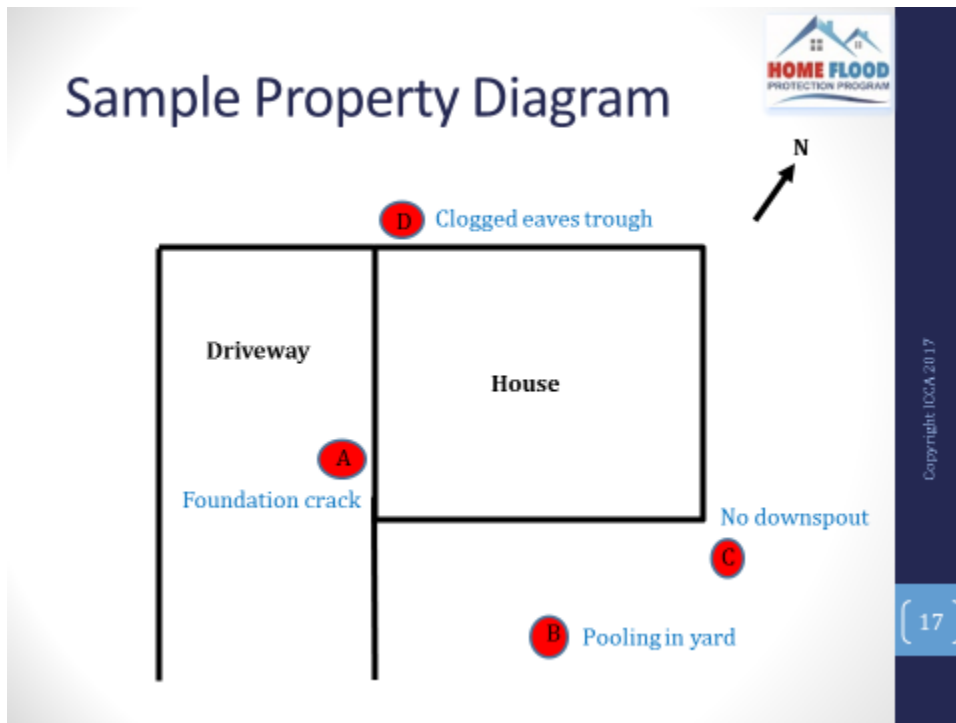 Sample Property Diagram
HOME FLOOD
PROTECTION PROGRAM
N
D
Clogged eaves trough
Driveway
House
A
Foundation crack
No downspout
C
B
Pooling in yard
Copyright ICCA 2017
17